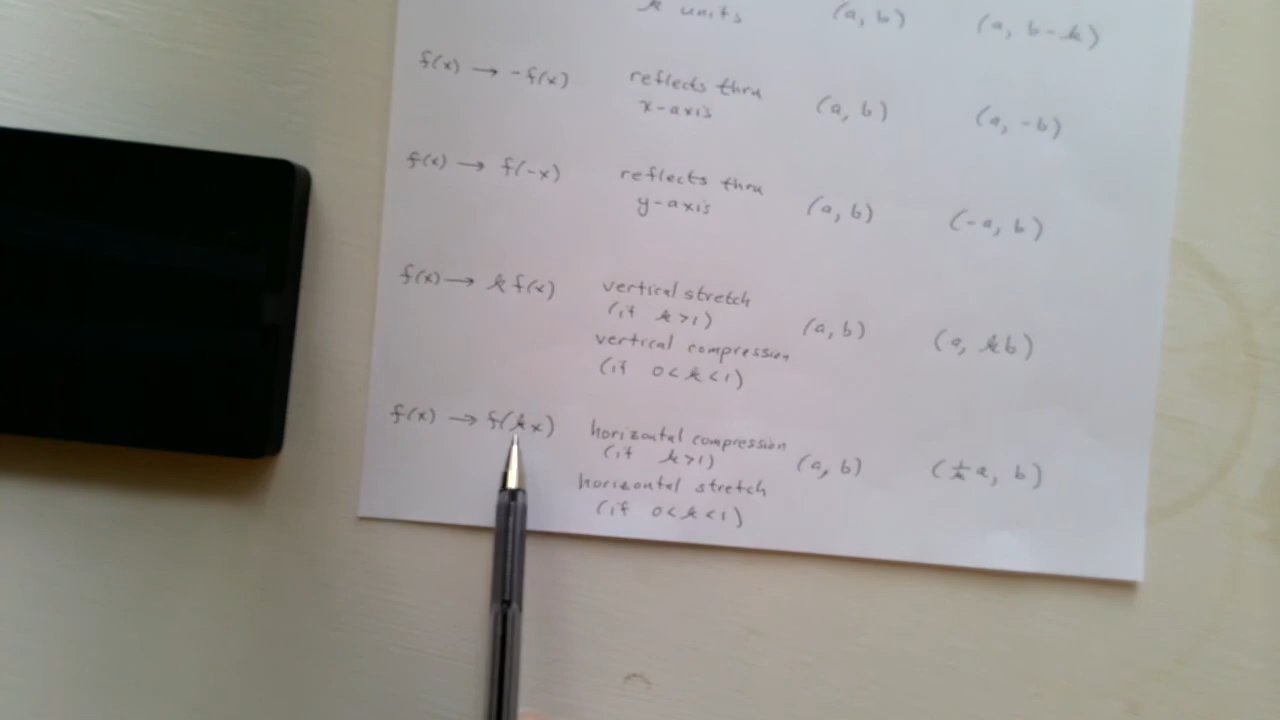 k units (a, b) (a, b-k)
f(x) → -f(x) reflects thru (a, b) (a, -b)
x-axis
f(x) → f(-x) reflects thru (a, b) (-a, b)
y-axis
f(x) → k f(x) vertical stretch
(if k>1) (a, b) (a, kb)
vertical compression
(if 0<k<1)
f(x) → f(kx) horizontal compression
(if k>1) (a, b) (1/k a, b)
horizontal stretch
(if 0<k<1)